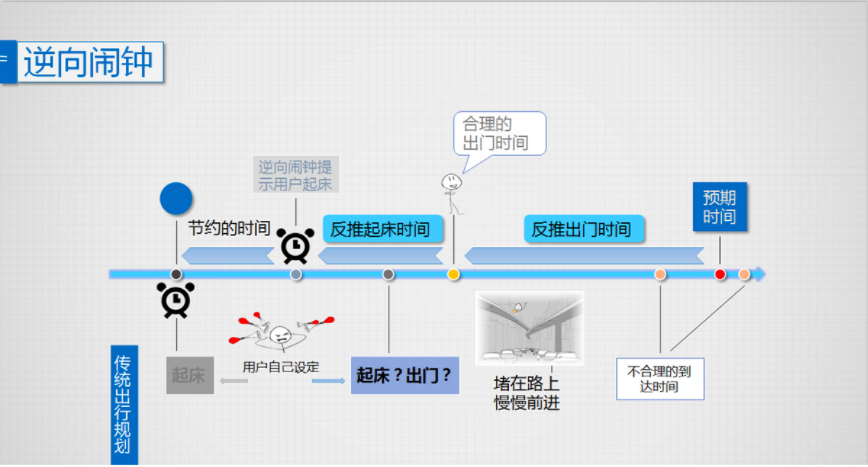 逆向闹钟
合理的
出门时间
逆向闹钟提
示用户起床
预期
时间
节约的时间
反推起床时间
反推出门时间
传统出行规划
起床
用户自己设定
起床？出门？
堵在路上
慢慢前进
不合理的到
达时间